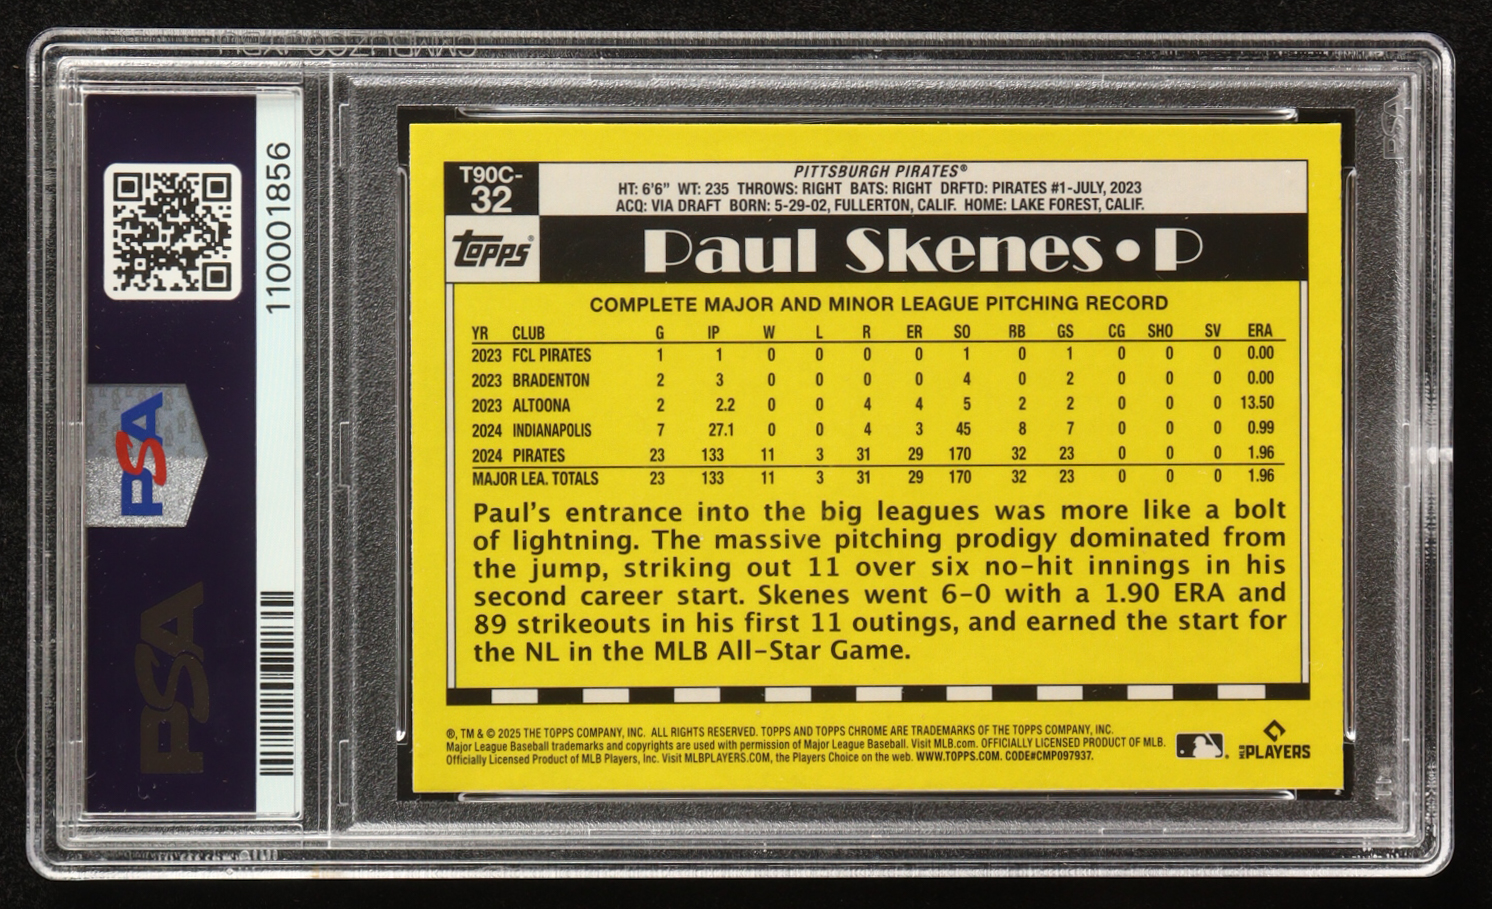 110001856
PSA
PSA
T90C-
32
Topps®
PITTSBURGH PIRATES®
HT: 6'6" WT: 235 THROWS: RIGHT BATS: RIGHT DRFTD: PIRATES #1-JULY, 2023
ACQ: VIA DRAFT BORN: 5-29-02, FULLERTON, CALIF. HOME: LAKE FOREST, CALIF.
Paul Skenes • P
COMPLETE MAJOR AND MINOR LEAGUE PITCHING RECORD
YR CLUB G IP W L R ER SO BB GS CG SHO SV ERA
2023 FCL PIRATES 1 1 0 0 0 0 1 0 1 0 0 0 0.00
2023 BRADENTON 2 3 0 0 0 0 4 0 2 0 0 0 0.00
2023 ALTOONA 2 2.2 0 0 4 4 5 2 2 0 0 0 13.50
2024 INDIANAPOLIS 7 27.1 0 0 4 3 45 8 7 0 0 0 0.99
2024 PIRATES 23 133 11 3 31 29 170 32 23 0 0 0 1.96
MAJOR LEA. TOTALS 23 133 11 3 31 29 170 32 23 0 0 0 1.96
Paul's entrance into the big leagues was more like a bolt
of lightning. The massive pitching prodigy dominated from
the jump, striking out 11 over six no-hit innings in his
second career start. Skenes went 6-0 with a 1.90 ERA and
89 strikeouts in his first 11 outings, and earned the start for
the NL in the MLB All-Star Game.
®, TM & © 2025 THE TOPPS COMPANY, INC. ALL RIGHTS RESERVED. TOPPS AND TOPPS CHROME ARE TRADEMARKS OF THE TOPPS COMPANY, INC.
Major League Baseball trademarks and copyrights are used with permission of Major League Baseball. Visit MLB.com. OFFICIALLY LICENSED PRODUCT OF MLB.
Officially Licensed Product of MLB Players, Inc. Visit MLBPLAYERS.COM, the Players Choice on the web. WWW.TOPPS.COM. CODE#CMP097937.
MLB PLAYERS
PSA